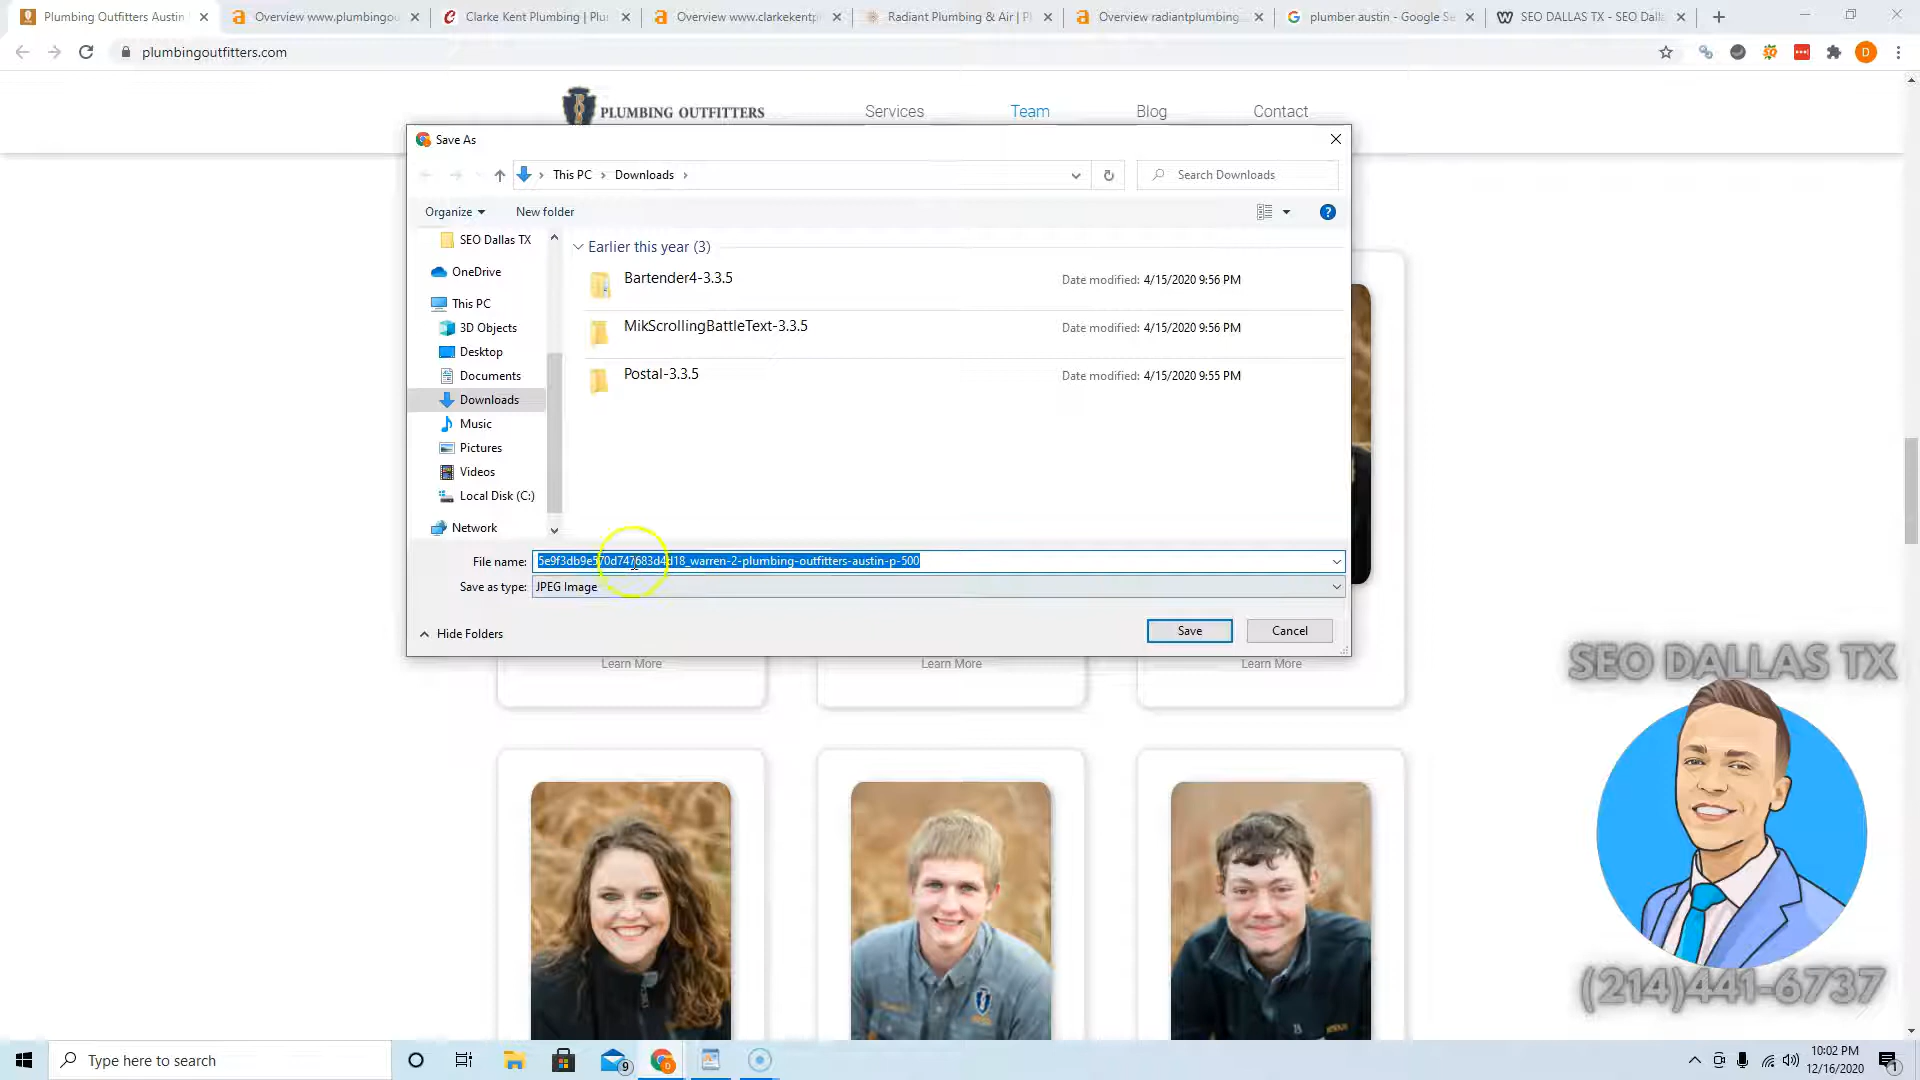 Plumbing Outfitters Austin
Overview www.plumbingou
Clarke Kent Plumbing | Plu
Overview www.clarkekentp
Radiant Plumbing & Air | Pl
Overview radiantplumbing
plumber austin - Google Se
SEO DALLAS TX - SEO Dalla
plumbingoutfitters.com
D
PLUMBING OUTFITTERS
Services
Team
Blog
Contact
Save As
This PC
Downloads
Search Downloads
Organize
New folder
SEO Dallas TX
OneDrive
This PC
3D Objects
Desktop
Documents
Downloads
Music
Pictures
Videos
Local Disk (C:)
Network
Earlier this year (3)
Bartender4-3.3.5
Date modified: 4/15/2020 9:56 PM
MikScrollingBattleText-3.3.5
Date modified: 4/15/2020 9:56 PM
Postal-3.3.5
Date modified: 4/15/2020 9:55 PM
File name: 5e9f3db9e570d747683d4d18_warren-2-plumbing-outfitters-austin-p-500
Save as type: JPEG Image
Hide Folders
Save
Cancel
Learn More
Learn More
Learn More
SEO DALLAS TX
(214)441-6737
Type here to search
9
10:02 PM
12/16/2020
1